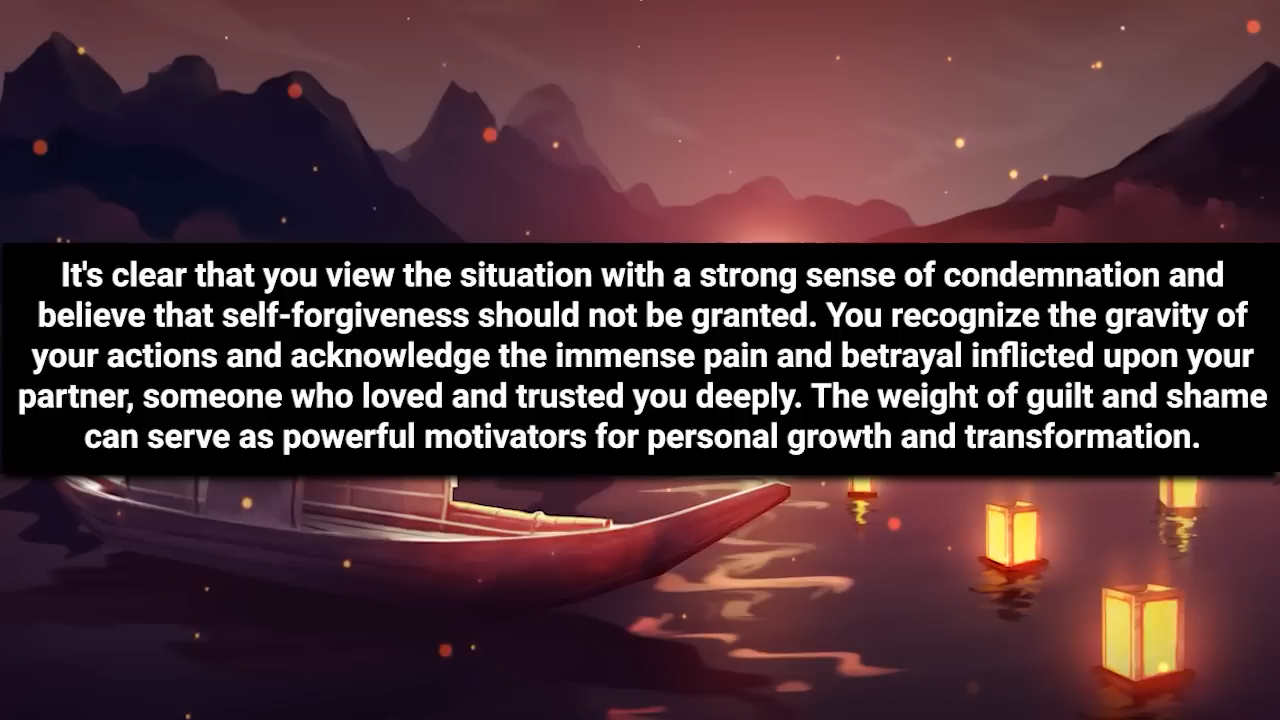 It's clear that you view the situation with a strong sense of condemnation and
believe that self-forgiveness should not be granted. You recognize the gravity of
your actions and acknowledge the immense pain and betrayal inflicted upon your
partner, someone who loved and trusted you deeply. The weight of guilt and shame
can serve as powerful motivators for personal growth and transformation.